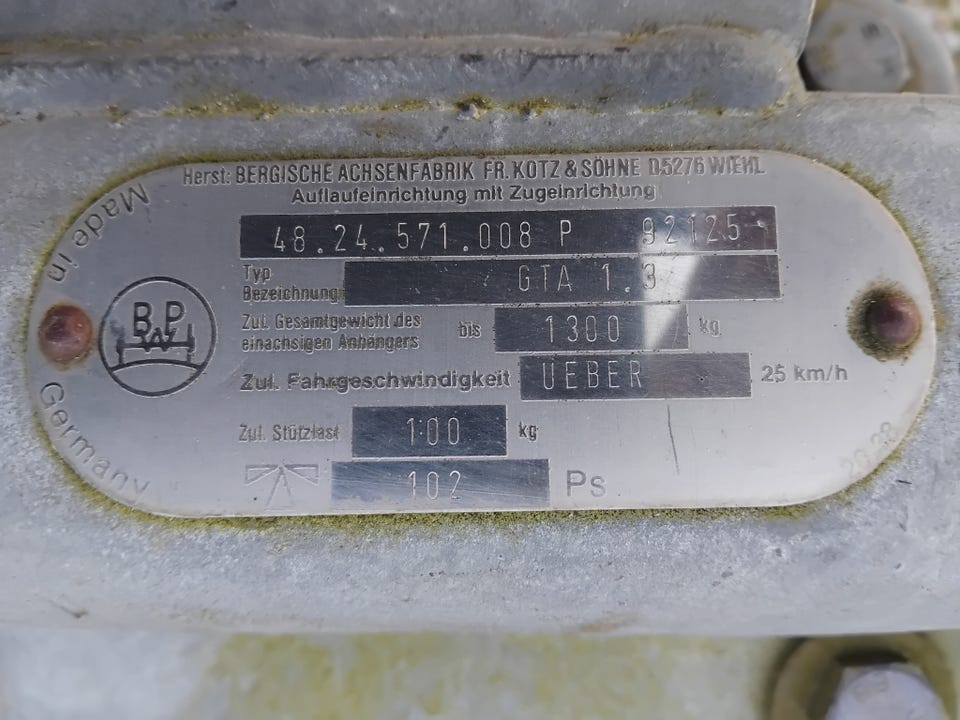 Herst: BERGISCHE ACHSENFABRIK FR. KOTZ & SÖHNE D5276 WIEHL
Auflaufeinrichtung mit Zugeinrichtung
48.24.571.008 P 92125
Typ
Bezeichnung GTA 1.3
Zul. Gesamtgewicht des
einachsigen Anhängers bis 1300 kg
Zul. Fahrgeschwindigkeit UEBER 25 km/h
Zul. Stützlast 100 kg
102 Ps
Made in
Germany
BPW